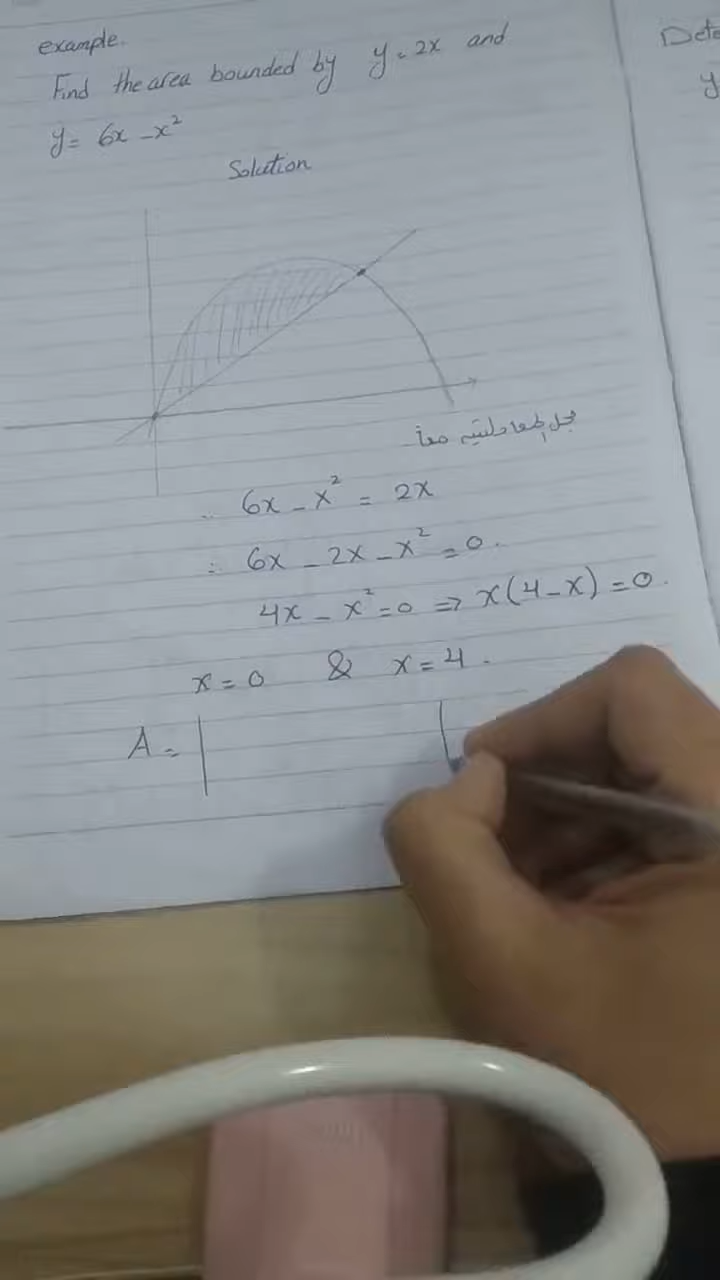 example.
Find the area bounded by y = 2x and
y = 6x - x²
Solution
بحل المعادلتين معاً
∴ 6x - x² = 2x
∴ 6x - 2x - x² = 0.
4x - x² = 0 ⇒ x(4-x) = 0.
x = 0 & x = 4.
A = |
y